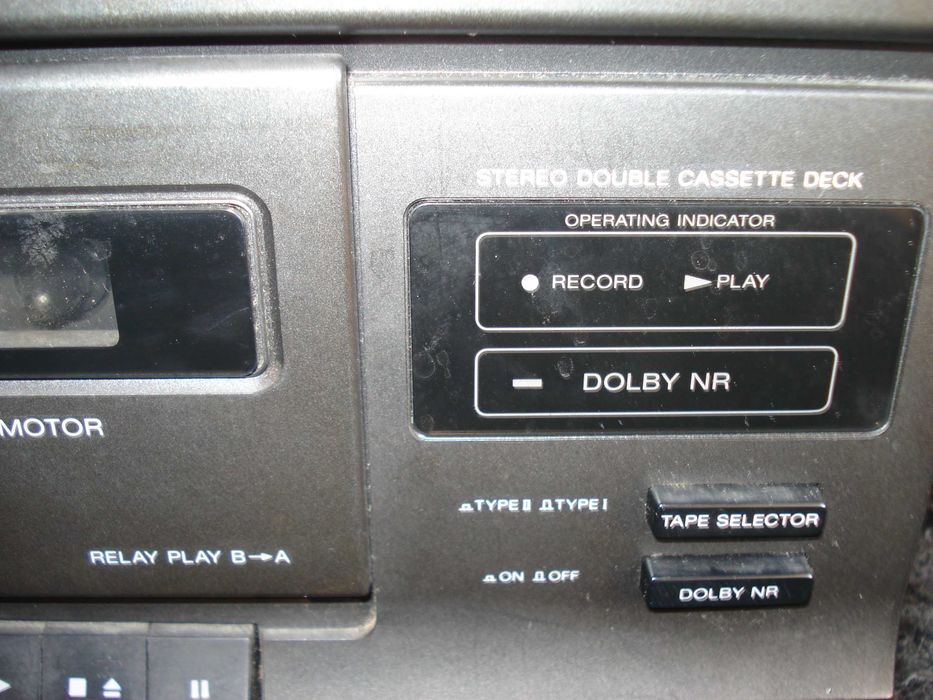 STEREO DOUBLE CASSETTE DECK
OPERATING INDICATOR
RECORD PLAY
DOLBY NR
MOTOR
TYPE II TYPE I
TAPE SELECTOR
RELAY PLAY B→A
ON OFF
DOLBY NR